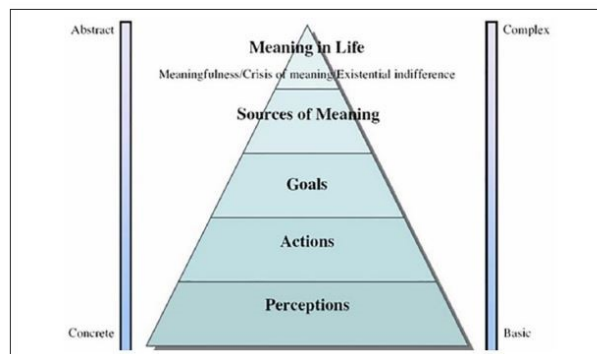 Abstract
Complex
Meaning in Life
Meaningfulness/Crisis of meaning/Existential indifference
Sources of Meaning
Goals
Actions
Perceptions
Concrete
Basic